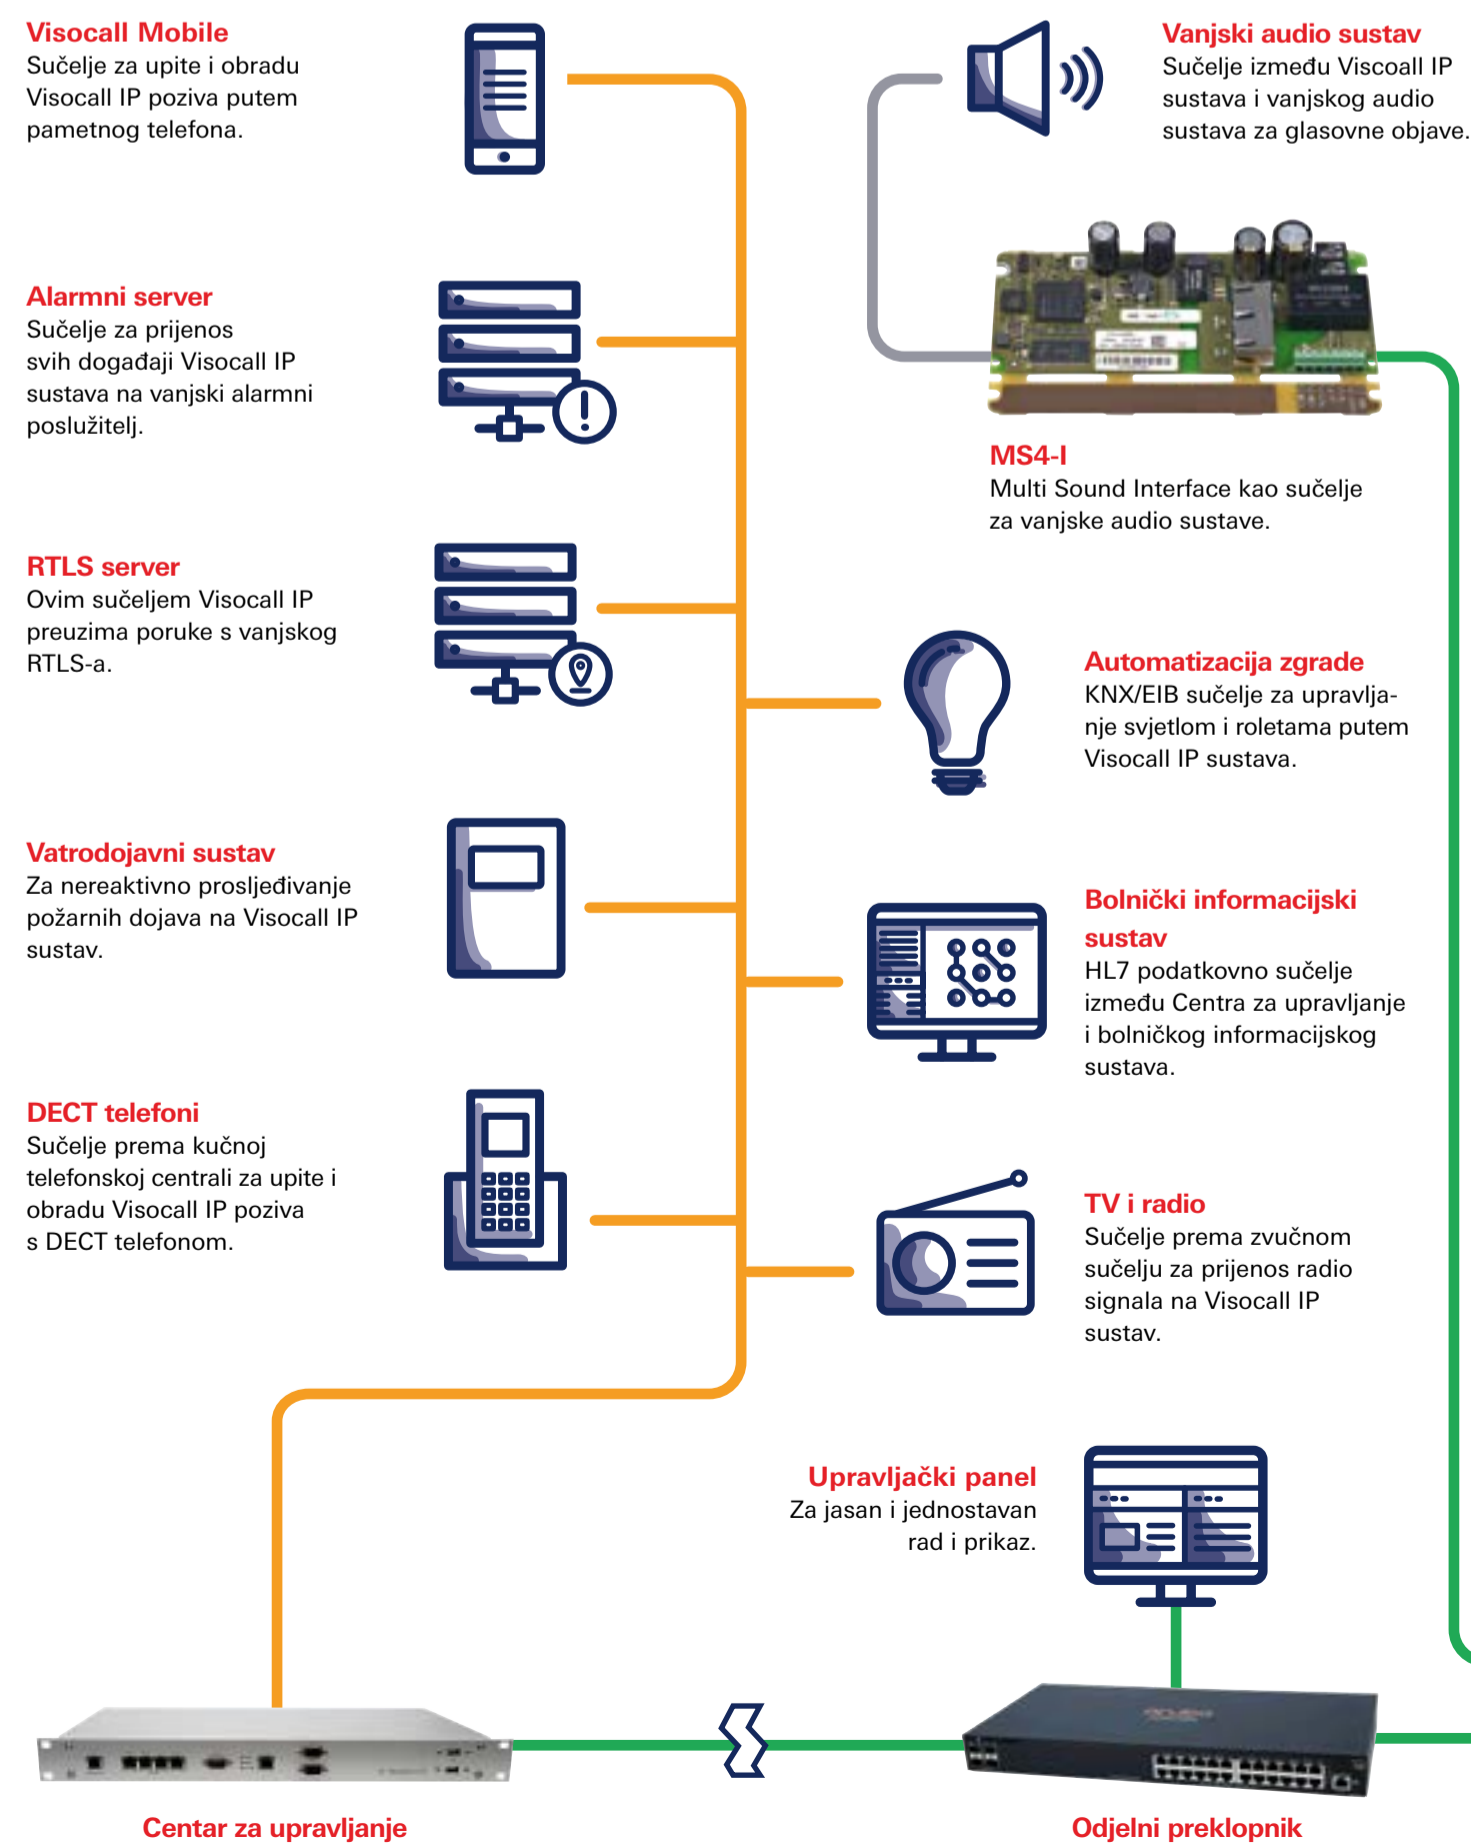 Visocall Mobile
Sučelje za upite i obradu
Visocall IP poziva putem
pametnog telefona.
Alarmni server
Sučelje za prijenos
svih događaji Visocall IP
sustava na vanjski alarmni
poslužitelj.
RTLS server
Ovim sučeljem Visocall IP
preuzima poruke s vanjskog
RTLS-a.
Vatrodojavni sustav
Za nereaktivno prosljeđivanje
požarnih dojava na Visocall IP
sustav.
DECT telefoni
Sučelje prema kučnoj
telefonskoj centrali za upite i
obradu Visocall IP poziva
s DECT telefonom.
Vanjski audio sustav
Sučelje između Viscoall IP
sustava i vanjskog audio
sustava za glasovne objave.
MS4-I
Multi Sound Interface kao sučelje
za vanjske audio sustave.
Automatizacija zgrade
KNX/EIB sučelje za upravlja-
nje svjetlom i roletama putem
Visocall IP sustava.
Bolnički informacijski
sustav
HL7 podatkovno sučelje
između Centra za upravljanje
i bolničkog informacijskog
sustava.
TV i radio
Sučelje prema zvučnom
sučelju za prijenos radio
signala na Visocall IP
sustav.
Upravljački panel
Za jasan i jednostavan
rad i prikaz.
Centar za upravljanje
Odjelni preklopnik